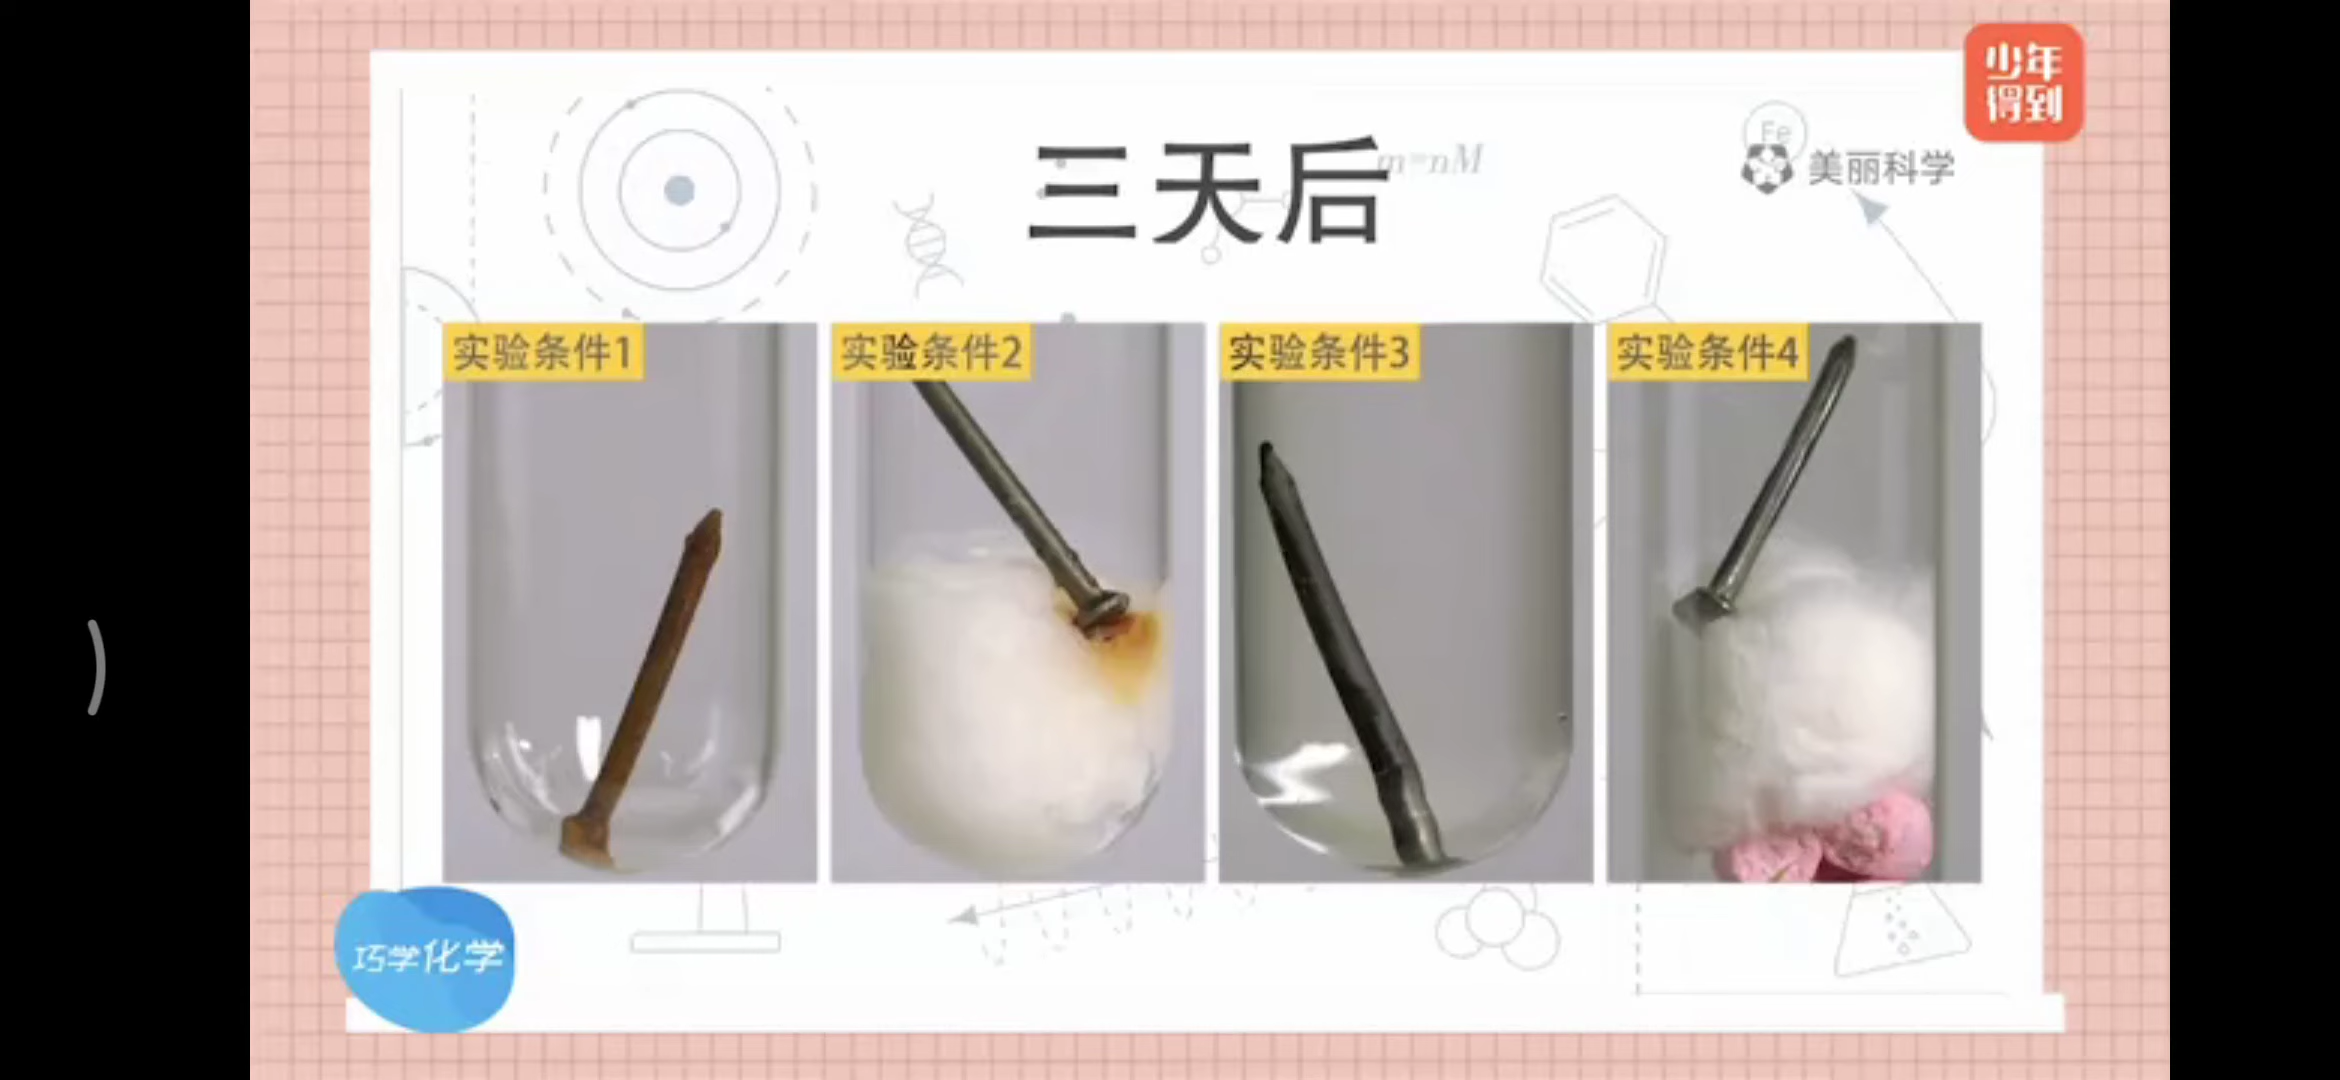 少年
得到
三天后
m=nM
Fe
美丽科学
实验条件1
实验条件2
实验条件3
实验条件4
巧学化学